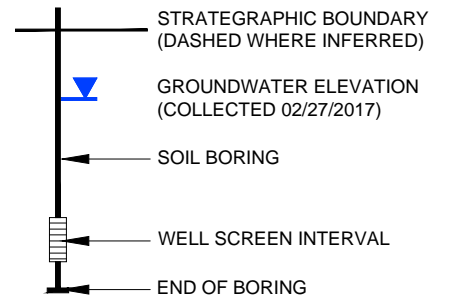 STRATEGRAPHIC BOUNDARY
(DASHED WHERE INFERRED)
GROUNDWATER ELEVATION
(COLLECTED 02/27/2017)
SOIL BORING
WELL SCREEN INTERVAL
END OF BORING